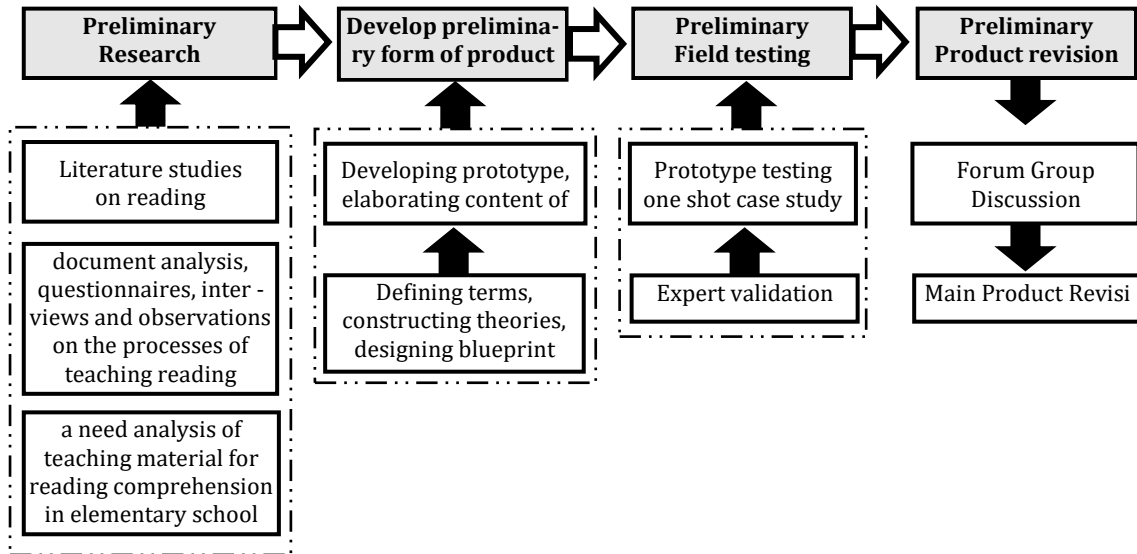 Preliminary
Research
Develop prelimina-
ry form of product
Preliminary
Field testing
Preliminary
Product revision
Literature studies
on reading
document analysis,
questionnaires, inter -
views and observations
on the processes of
teaching reading
a need analysis of
teaching material for
reading comprehension
in elementary school
Developing prototype,
elaborating content of
Defining terms,
constructing theories,
designing blueprint
Prototype testing
one shot case study
Expert validation
Forum Group
Discussion
Main Product Revisi